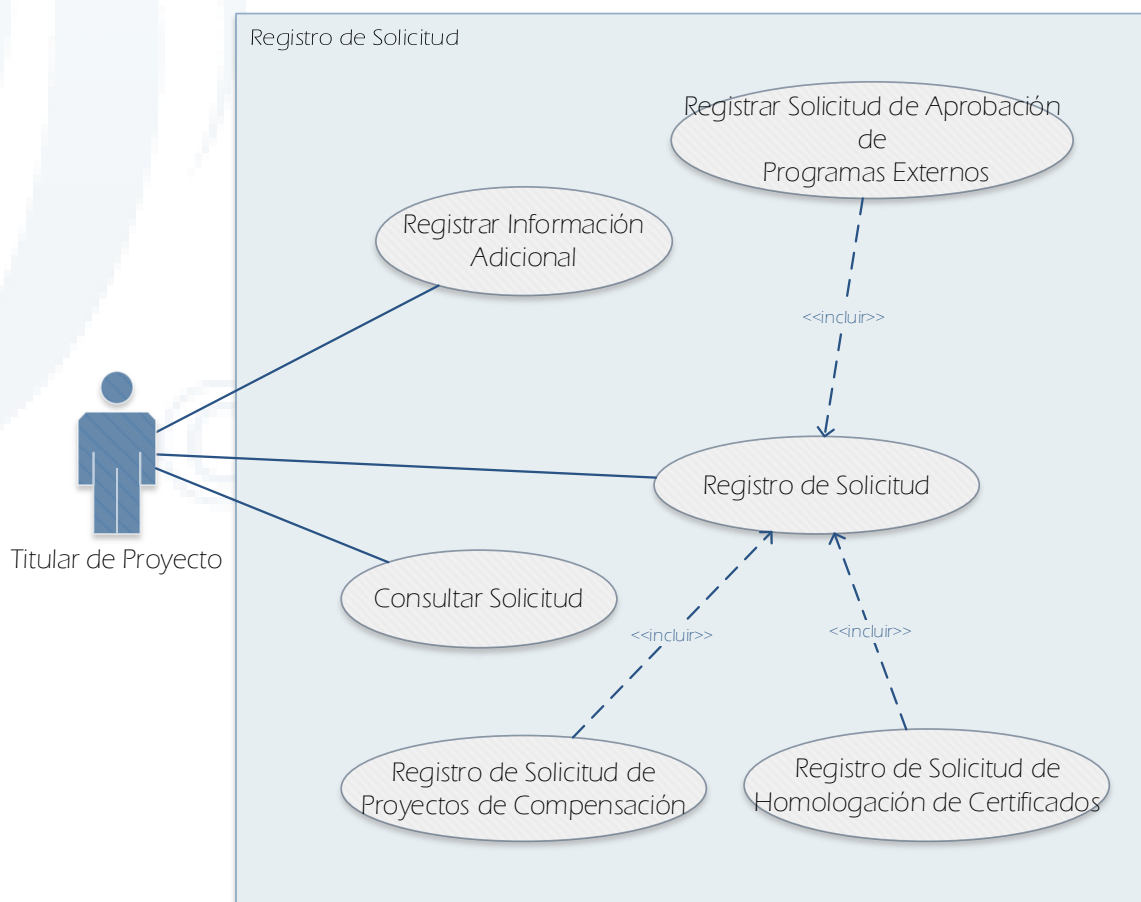 Registro de Solicitud
Registrar Solicitud de Aprobación
de
Programas Externos
Registrar Información
Adicional
<<incluir>>
Registro de Solicitud
Titular de Proyecto
Consultar Solicitud
<<incluir>>
<<incluir>>
Registro de Solicitud de
Proyectos de Compensación
Registro de Solicitud de
Homologación de Certificados